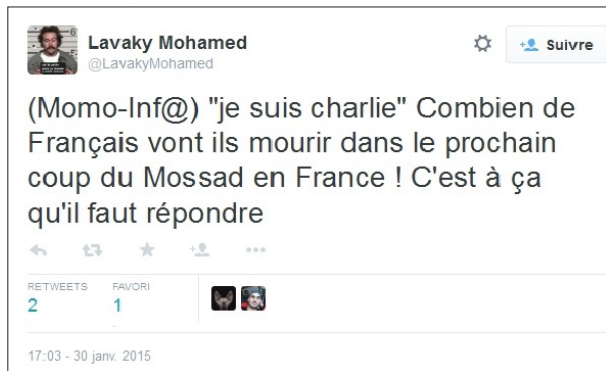 Lavaky Mohamed
@LavakyMohamed
Suivre
(Momo-Inf@) "je suis charlie" Combien de
Français vont ils mourir dans le prochain
coup du Mossad en France ! C'est à ça
qu'il faut répondre
RETWEETS FAVORI
2 1
17:03 - 30 janv. 2015